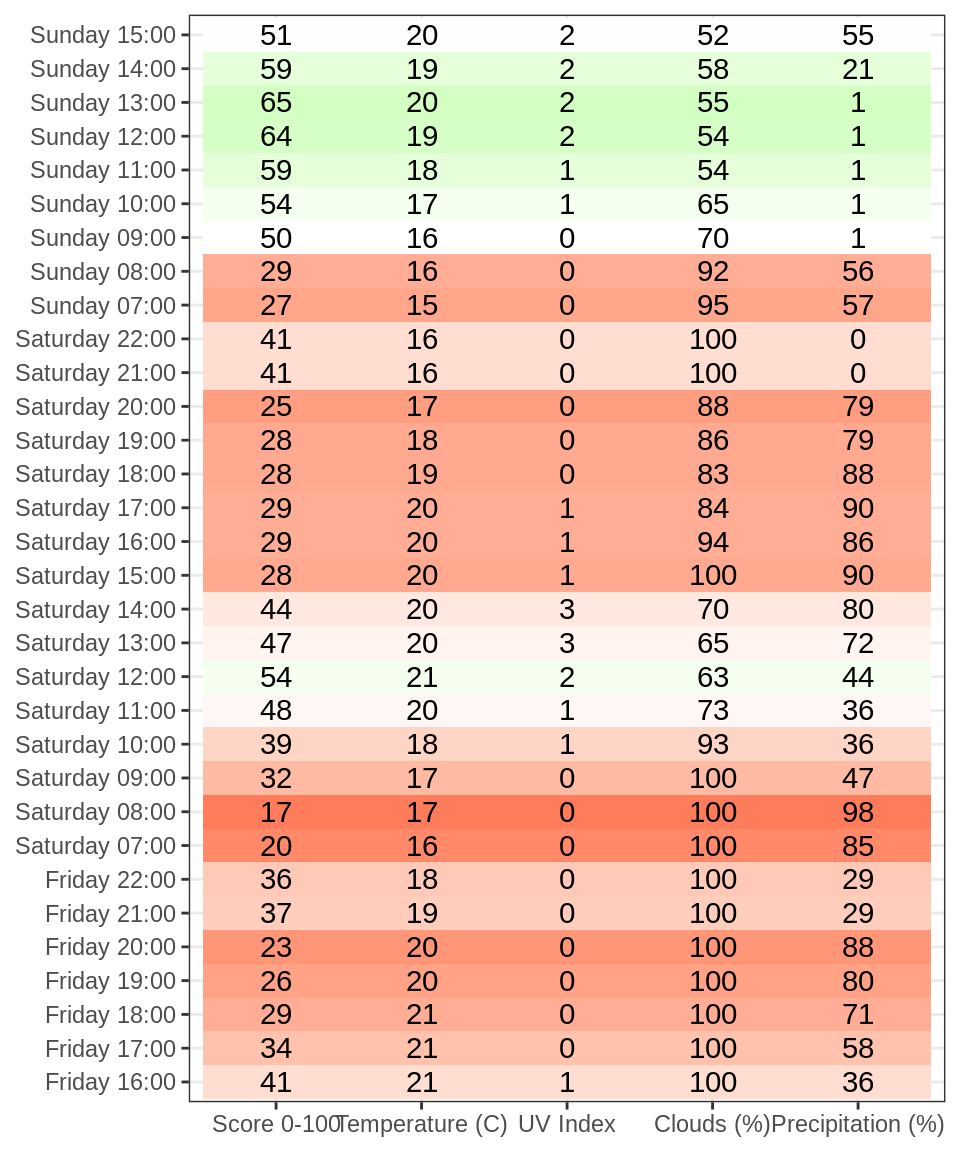 Sunday 15:00 51 20 2 52 55
Sunday 14:00 59 19 2 58 21
Sunday 13:00 65 20 2 55 1
Sunday 12:00 64 19 2 54 1
Sunday 11:00 59 18 1 54 1
Sunday 10:00 54 17 1 65 1
Sunday 09:00 50 16 0 70 1
Sunday 08:00 29 16 0 92 56
Sunday 07:00 27 15 0 95 57
Saturday 22:00 41 16 0 100 0
Saturday 21:00 41 16 0 100 0
Saturday 20:00 25 17 0 88 79
Saturday 19:00 28 18 0 86 79
Saturday 18:00 28 19 0 83 88
Saturday 17:00 29 20 1 84 90
Saturday 16:00 29 20 1 94 86
Saturday 15:00 28 20 1 100 90
Saturday 14:00 44 20 3 70 80
Saturday 13:00 47 20 3 65 72
Saturday 12:00 54 21 2 63 44
Saturday 11:00 48 20 1 73 36
Saturday 10:00 39 18 1 93 36
Saturday 09:00 32 17 0 100 47
Saturday 08:00 17 17 0 100 98
Saturday 07:00 20 16 0 100 85
Friday 22:00 36 18 0 100 29
Friday 21:00 37 19 0 100 29
Friday 20:00 23 20 0 100 88
Friday 19:00 26 20 0 100 80
Friday 18:00 29 21 0 100 71
Friday 17:00 34 21 0 100 58
Friday 16:00 41 21 1 100 36
Score 0-100 Temperature (C) UV Index Clouds (%) Precipitation (%)